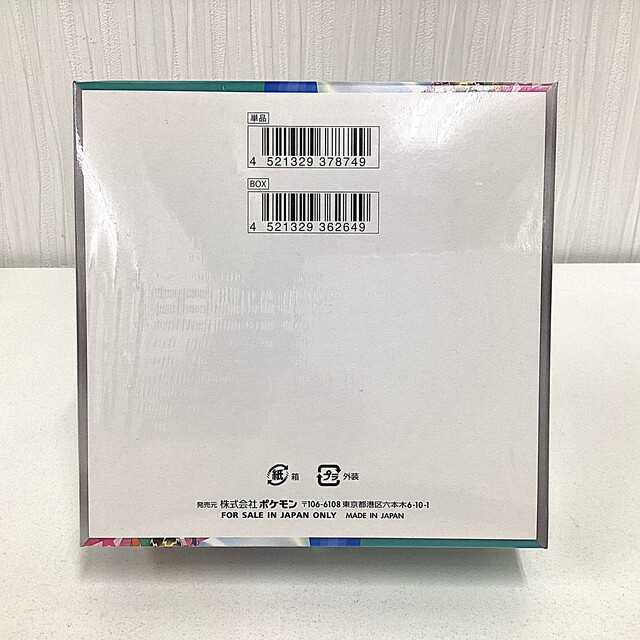 単品
4 521329 378749
BOX
4 521329 362649
紙 箱 プラ 外装
発売元 株式会社ポケモン 〒106-6108 東京都港区六本木6-10-1
FOR SALE IN JAPAN ONLY MADE IN JAPAN